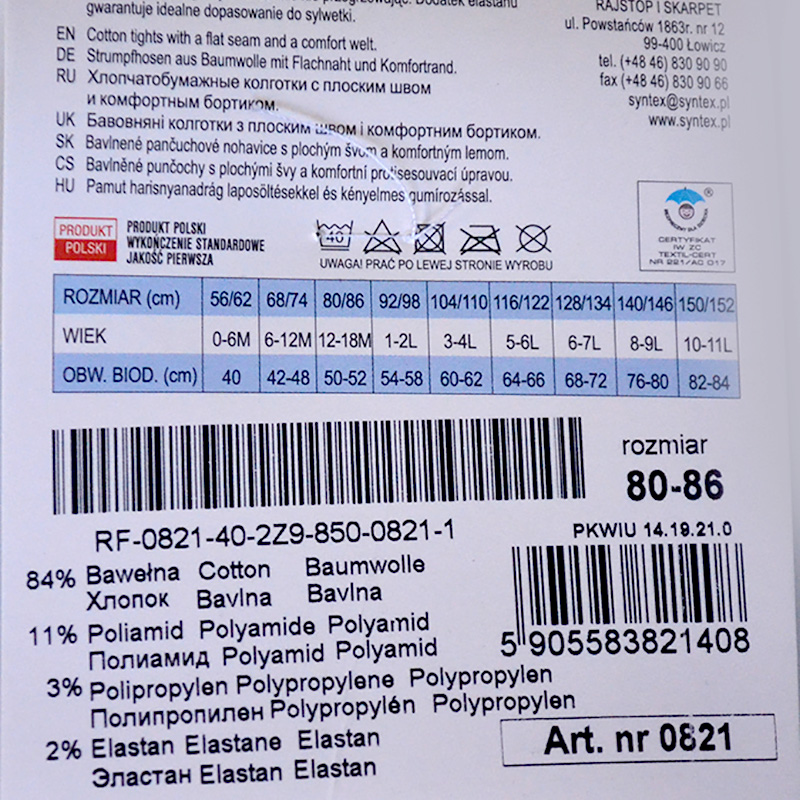 gwarantuje idealne dopasowanie do sylwetki.
RAJSTOP I SKARPET
ul. Powstańców 1863r. nr 12
99-400 Łowicz
tel. (+48 46) 830 90 90
fax (+48 46) 830 90 66
syntex@syntex.pl
www.syntex.pl
EN Cotton tights with a flat seam and a comfort welt.
DE Strumpfhosen aus Baumwolle mit Flachnaht und Komfortrand.
RU Хлопчатобумажные колготки с плоским швом
и комфортным бортиком.
UK Бавовняні колготки з плоским швом і комфортним бортиком.
SK Bavlnené pančuchové nohavice s plochým švom a komfortným lemom.
CS Bavlněné punčochy s plochými švy a komfortní protisesouvací úpravou.
HU Pamut harisnyanadrág laposöltésekkel és kényelmes gumírozással.
PRODUKT
POLSKI
PRODUKT POLSKI
WYKOŃCZENIE STANDARDOWE
JAKOŚĆ PIERWSZA
40
UWAGA! PRAĆ PO LEWEJ STRONIE WYROBU
®
BEZPIECZNY DLA DZIECKA
CERTYFIKAT
IW ZC
TEXTIL-CERT
NR 221/AC 017
ROZMIAR (cm) 56/62 68/74 80/86 92/98 104/110 116/122 128/134 140/146 150/152
WIEK 0-6M 6-12M 12-18M 1-2L 3-4L 5-6L 6-7L 8-9L 10-11L
OBW. BIOD. (cm) 40 42-48 50-52 54-58 60-62 64-66 68-72 76-80 82-84
rozmiar
80-86
RF-0821-40-2Z9-850-0821-1
PKWIU 14.19.21.0
84% Bawełna Cotton Baumwolle
Хлопок Bavlna Bavlna
11% Poliamid Polyamide Polyamid
Полиамид Polyamid Polyamid
5 905583 821408
3% Polipropylen Polypropylene Polypropylen
Полипропилен Polypropylén Polypropylen
2% Elastan Elastane Elastan
Эластан Elastan Elastan
Art. nr 0821